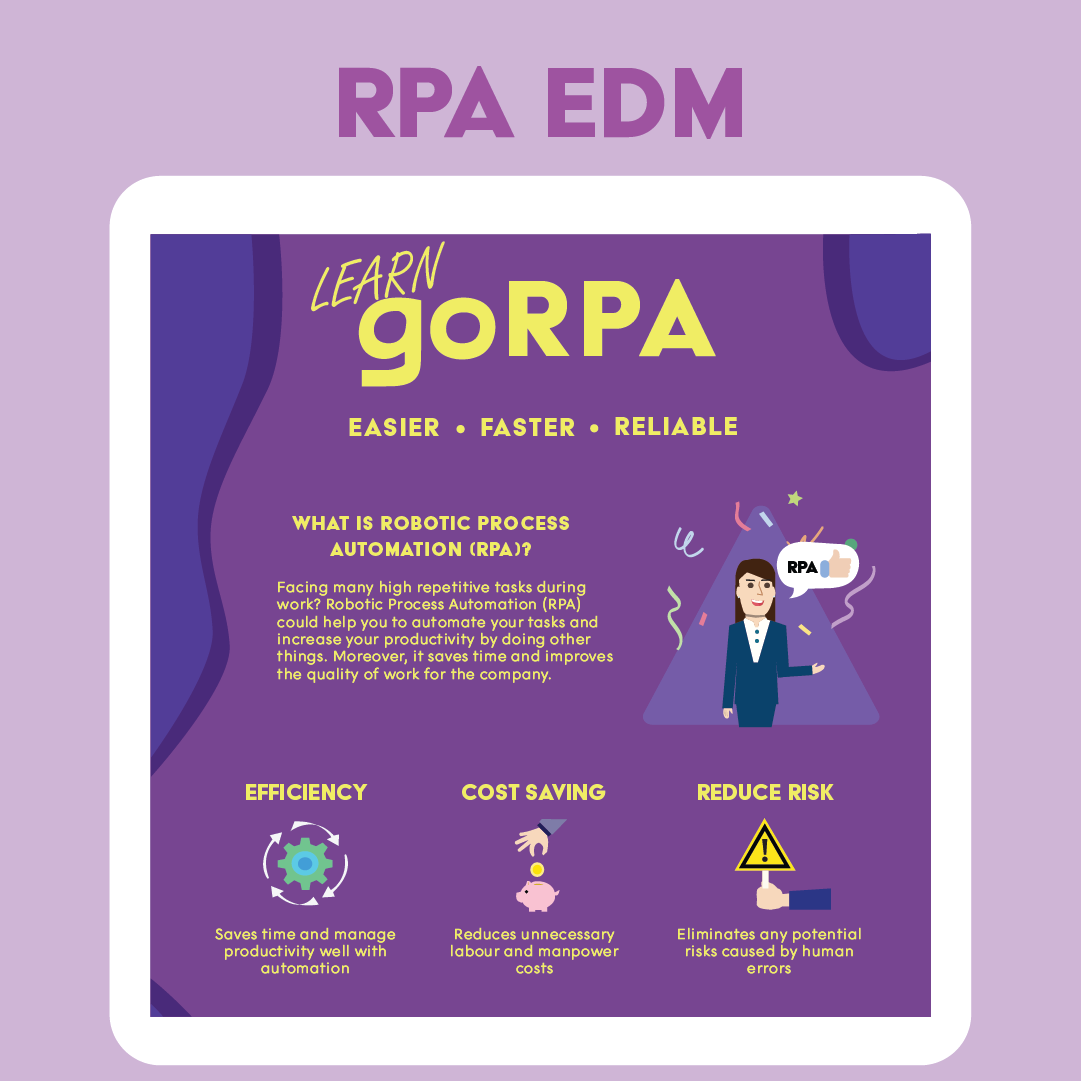 RPA EDM
LEARN
goRPA
EASIER • FASTER • RELIABLE
WHAT IS ROBOTIC PROCESS
AUTOMATION (RPA)?
Facing many high repetitive tasks during
work? Robotic Process Automation (RPA)
could help you to automate your tasks and
increase your productivity by doing other
things. Moreover, it saves time and improves
the quality of work for the company.
RPA
EFFICIENCY
Saves time and manage
productivity well with
automation
COST SAVING
Reduces unnecessary
labour and manpower
costs
REDUCE RISK
!
Eliminates any potential
risks caused by human
errors